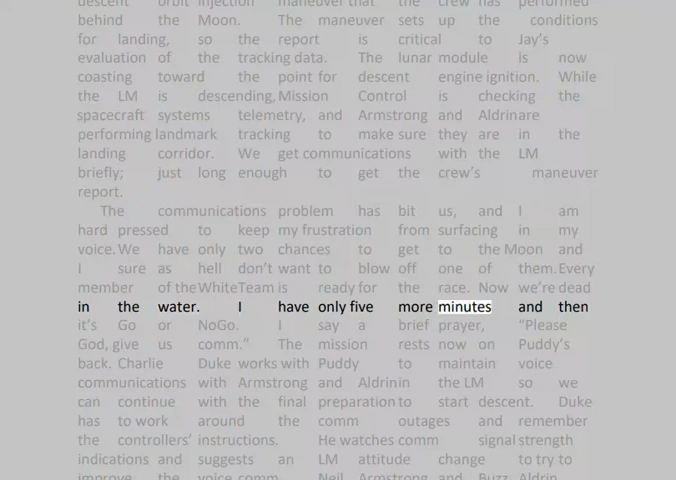 descent orbit injection maneuver that the crew has performed
behind the Moon. The maneuver sets up the conditions
for landing, so the report is critical to Jay’s
evaluation of the tracking data. The lunar module is now
coasting toward the point for descent engine ignition. While
the LM is descending, Mission Control is checking the
spacecraft systems telemetry, and Armstrong and Aldrin are
performing landmark tracking to make sure they are in the
landing corridor. We get communications with the LM
briefly; just long enough to get the crew’s maneuver
report.
The communications problem has bit us, and I am
hard pressed to keep my frustration from surfacing in my
voice. We have only two chances to get to the Moon and
I sure as hell don’t want to blow off one of them. Every
member of the White Team is ready for the race. Now we’re dead
in the water. I have only five more minutes and then
it’s Go or NoGo. I say a brief prayer, “Please
God, give us comm.” The mission rests now on Puddy’s
back. Charlie Duke works with Puddy to maintain voice
communications with Armstrong and Aldrin in the LM so we
can continue with the final preparation to start descent. Duke
has to work around the comm outages and remember
the controllers’ instructions. He watches comm signal strength
indications and suggests an LM attitude change to try to
improve the voice comm. Neil Armstrong and Buzz Aldrin